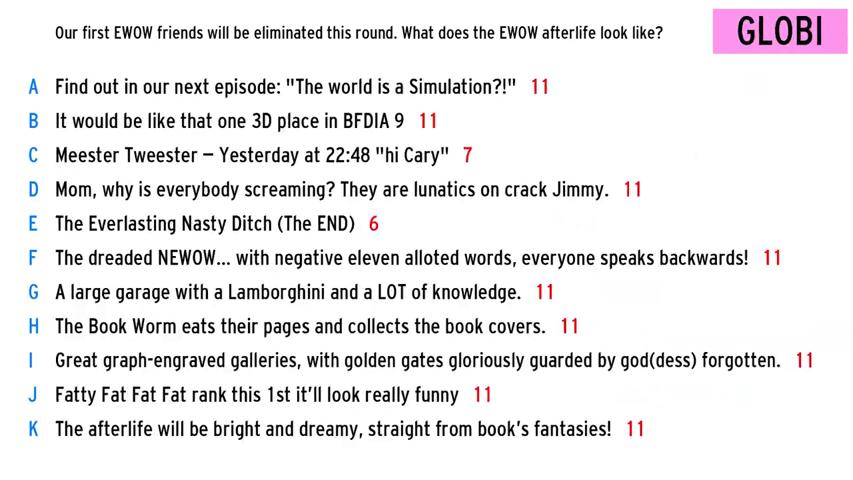 Our first EWOW friends will be eliminated this round. What does the EWOW afterlife look like?
GLOBI
A Find out in our next episode: "The world is a Simulation?!" 11
B It would be like that one 3D place in BFDIA 9 11
C Meester Tweester – Yesterday at 22:48 "hi Cary" 7
D Mom, why is everybody screaming? They are lunatics on crack Jimmy. 11
E The Everlasting Nasty Ditch (The END) 6
F The dreaded NEWOW... with negative eleven alloted words, everyone speaks backwards! 11
G A large garage with a Lamborghini and a LOT of knowledge. 11
H The Book Worm eats their pages and collects the book covers. 11
I Great graph-engraved galleries, with golden gates gloriously guarded by god(dess) forgotten. 11
J Fatty Fat Fat Fat rank this 1st it'll look really funny 11
K The afterlife will be bright and dreamy, straight from book's fantasies! 11